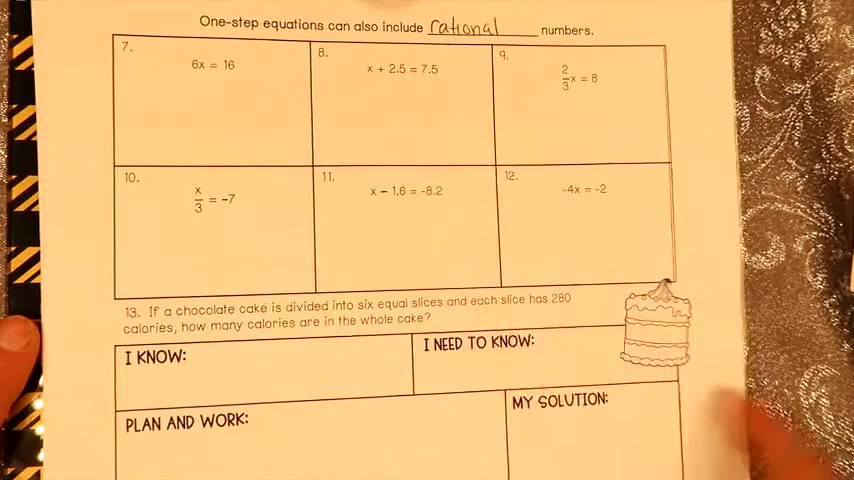 One-step equations can also include rational numbers.
7.
6x = 16
8.
x + 2.5 = 7.5
9.
2/3 x = 8
10.
x/3 = -7
11.
x - 1.6 = -8.2
12.
-4x = -2
13. If a chocolate cake is divided into six equal slices and each slice has 280
calories, how many calories are in the whole cake?
I KNOW:
I NEED TO KNOW:
PLAN AND WORK:
MY SOLUTION: